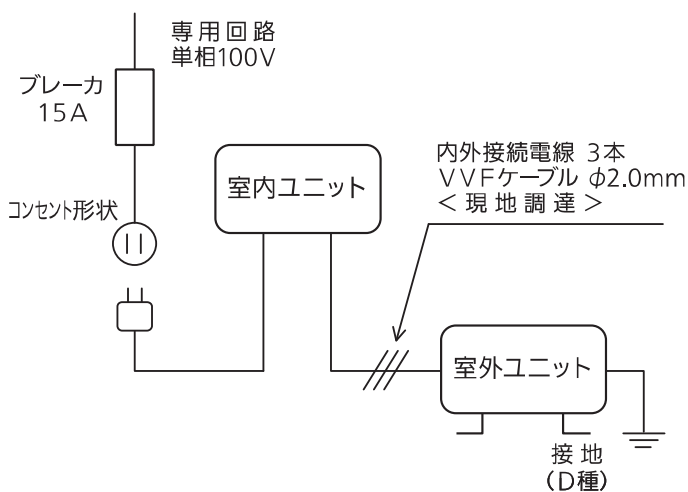 専用回路
単相100V
ブレーカ
15A
コンセント形状
室内ユニット
内外接続電線 3本
VVFケーブル φ2.0mm
<現地調達>
室外ユニット
接地
(D種)